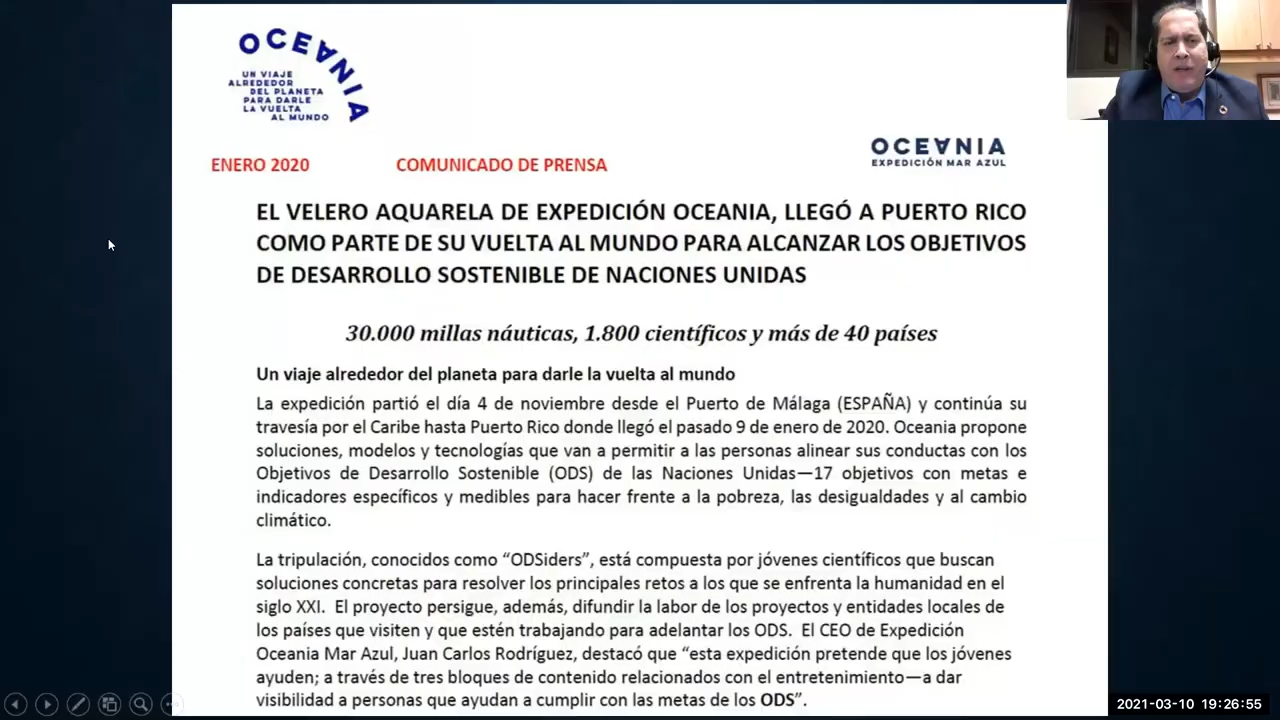 OCEANIA
UN VIAJE
ALREDEDOR
DEL PLANETA
PARA DARLE
LA VUELTA
AL MUNDO
OCEANIA
EXPEDICIÓN MAR AZUL
ENERO 2020 COMUNICADO DE PRENSA
EL VELERO AQUARELA DE EXPEDICIÓN OCEANIA, LLEGÓ A PUERTO RICO
COMO PARTE DE SU VUELTA AL MUNDO PARA ALCANZAR LOS OBJETIVOS
DE DESARROLLO SOSTENIBLE DE NACIONES UNIDAS
30.000 millas náuticas, 1.800 científicos y más de 40 países
Un viaje alrededor del planeta para darle la vuelta al mundo
La expedición partió el día 4 de noviembre desde el Puerto de Málaga (ESPAÑA) y continúa su
travesía por el Caribe hasta Puerto Rico donde llegó el pasado 9 de enero de 2020. Oceania propone
soluciones, modelos y tecnologías que van a permitir a las personas alinear sus conductas con los
Objetivos de Desarrollo Sostenible (ODS) de las Naciones Unidas—17 objetivos con metas e
indicadores específicos y medibles para hacer frente a la pobreza, las desigualdades y al cambio
climático.
La tripulación, conocidos como “ODSiders”, está compuesta por jóvenes científicos que buscan
soluciones concretas para resolver los principales retos a los que se enfrenta la humanidad en el
siglo XXI. El proyecto persigue, además, difundir la labor de los proyectos y entidades locales de
los países que visiten y que estén trabajando para adelantar los ODS. El CEO de Expedición
Oceania Mar Azul, Juan Carlos Rodríguez, destacó que “esta expedición pretende que los jóvenes
ayuden; a través de tres bloques de contenido relacionados con el entretenimiento—a dar
visibilidad a personas que ayudan a cumplir con las metas de los ODS”.
2021-03-10 19:26:55